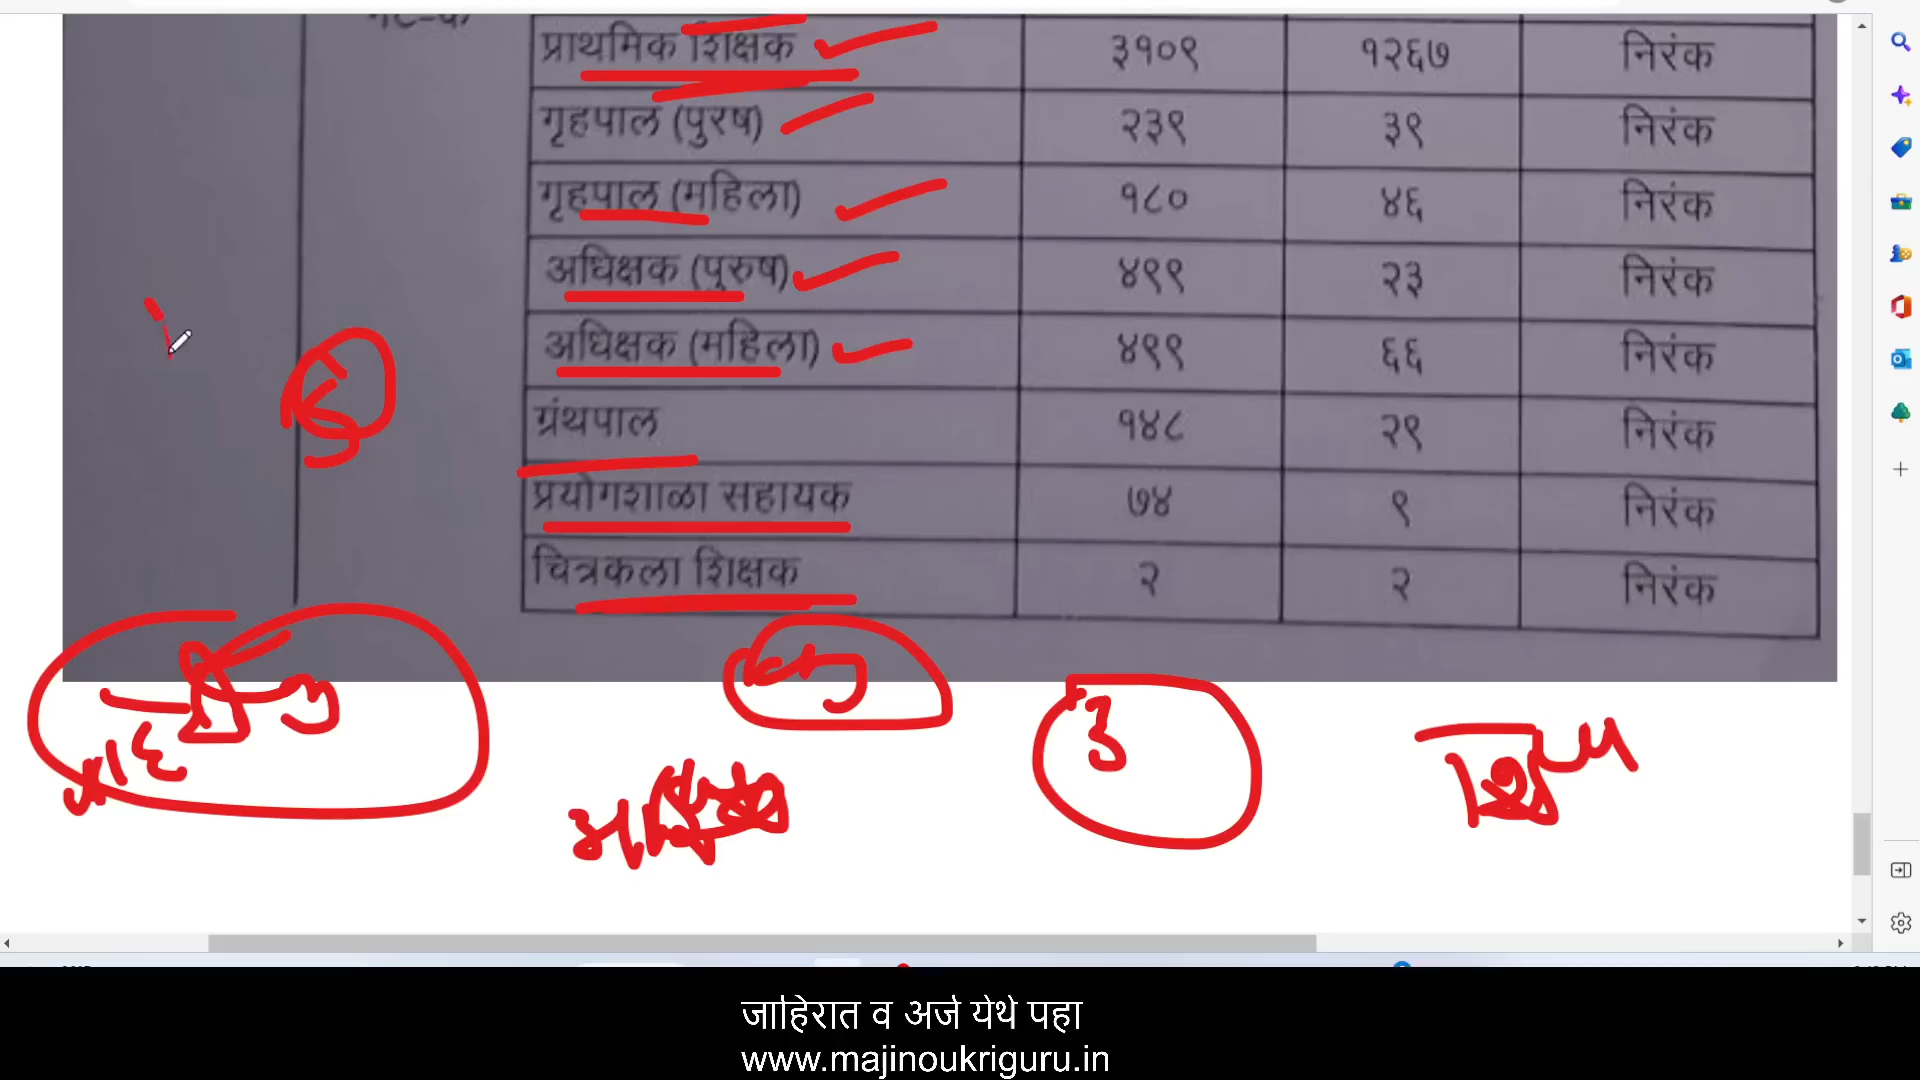 प्राथमिक शिक्षक ३१०९ १२६७ निरंक
गृहपाल (पुरष) २३९ ३९ निरंक
गृहपाल (महिला) १८० ४६ निरंक
अधिक्षक (पुरुष) ४९९ २३ निरंक
अधिक्षक (महिला) ४९९ ६६ निरंक
ग्रंथपाल १४८ २९ निरंक
प्रयोगशाळा सहायक ७४ ९ निरंक
चित्रकला शिक्षक २ २ निरंक
जाहिरात व अर्ज येथे पहा
www.majinoukriguru.in